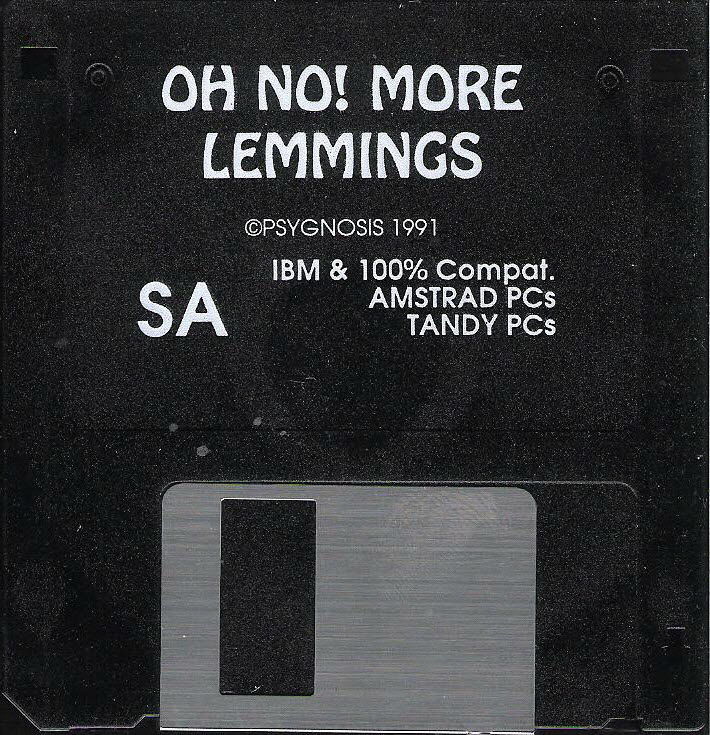 OH NO! MORE
LEMMINGS
©PSYGNOSIS 1991
SA
IBM & 100% Compat.
AMSTRAD PCs
TANDY PCs